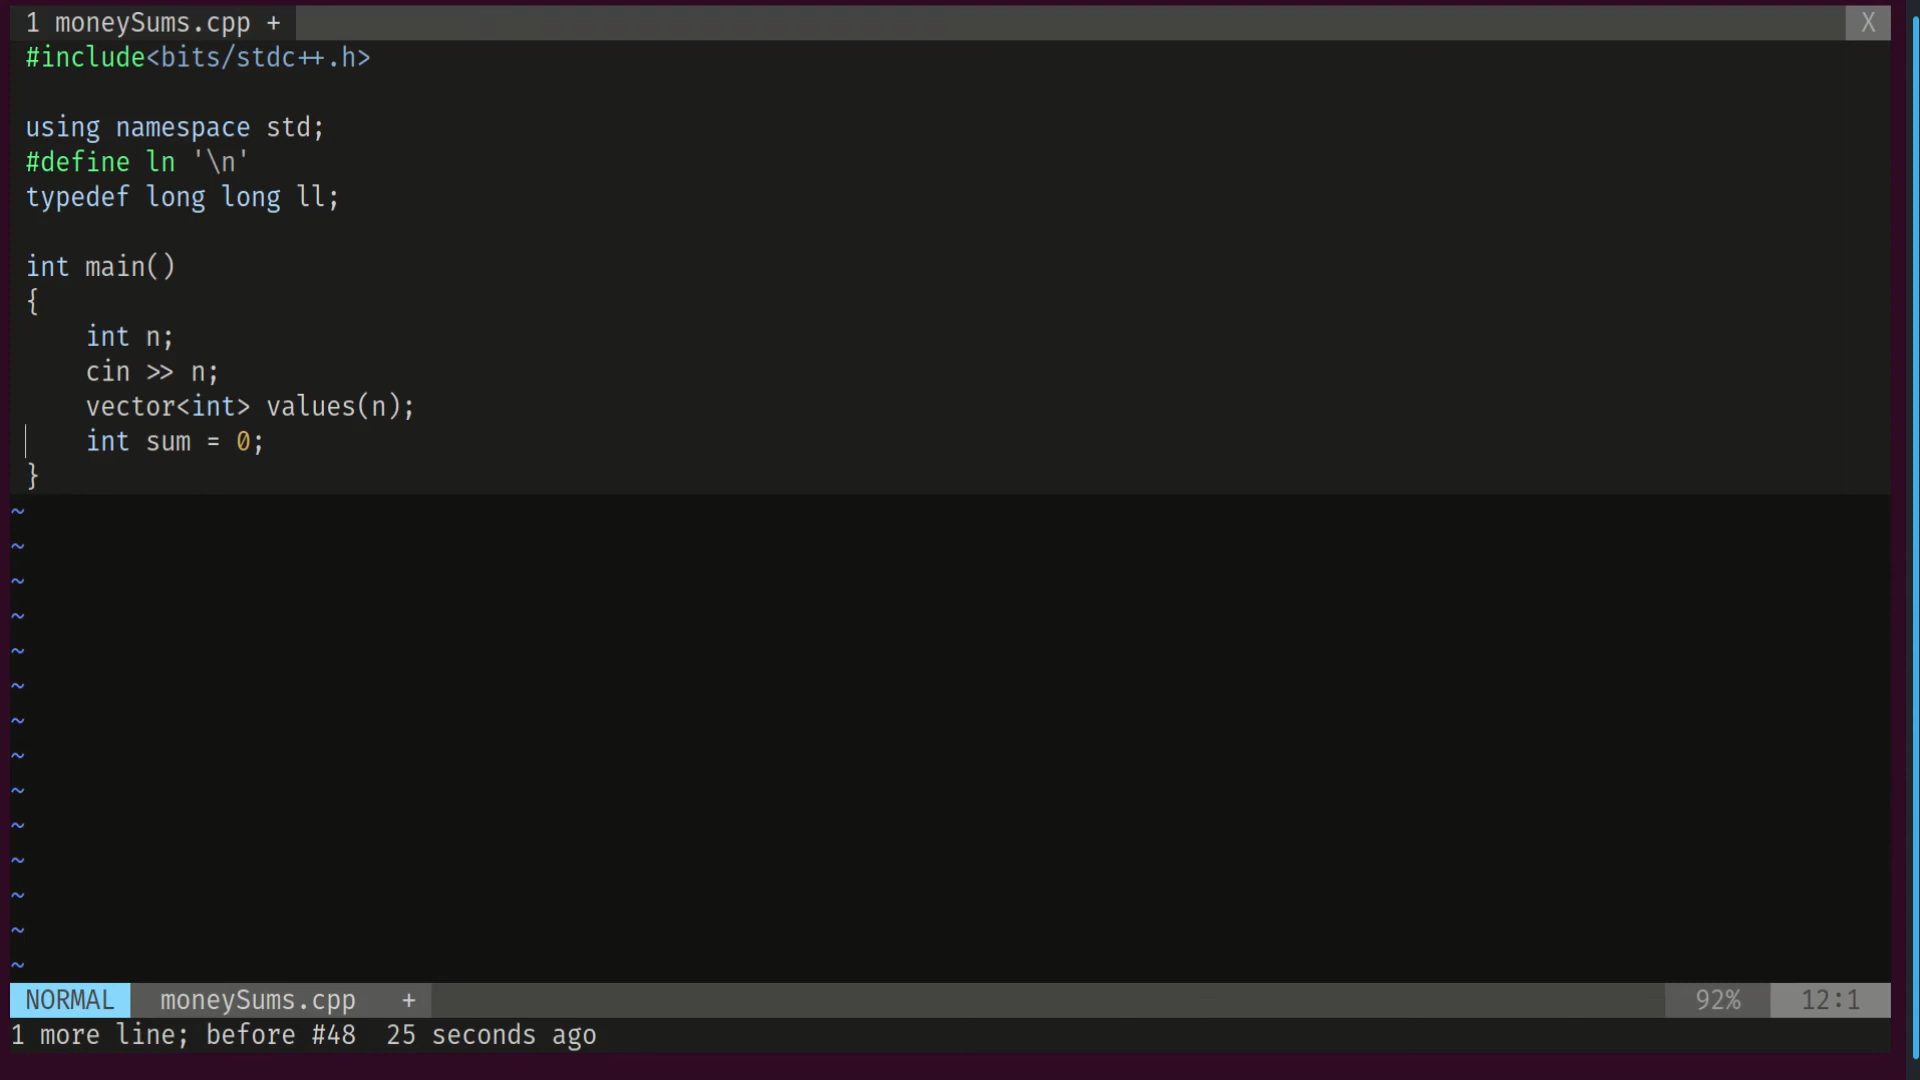 1 moneySums.cpp + X
#include<bits/stdc++.h>
using namespace std;
#define ln '\n'
typedef long long ll;
int main()
{
    int n;
    cin >> n;
    vector<int> values(n);
    int sum = 0;
}
~
~
~
~
~
~
~
~
~
~
~
~
~
~
NORMAL moneySums.cpp + 92% 12:1
1 more line; before #48  25 seconds ago